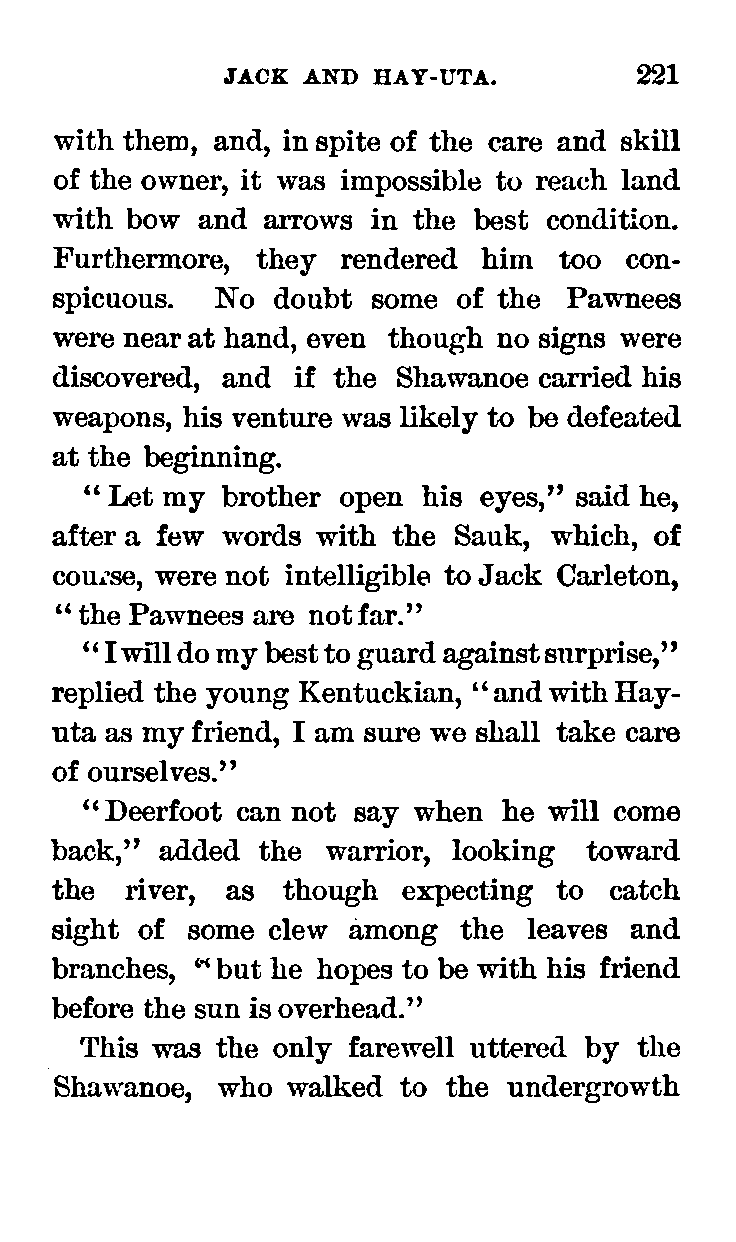 JACK AND HAY-UTA. 221
with them, and, in spite of the care and skill
of the owner, it was impossible to reach land
with bow and arrows in the best condition.
Furthermore, they rendered him too con-
spicuous. No doubt some of the Pawnees
were near at hand, even though no signs were
discovered, and if the Shawanoe carried his
weapons, his venture was likely to be defeated
at the beginning.
"Let my brother open his eyes," said he,
after a few words with the Sauk, which, of
course, were not intelligible to Jack Carleton,
"the Pawnees are not far."
"I will do my best to guard against surprise,"
replied the young Kentuckian, "and with Hay-
uta as my friend, I am sure we shall take care
of ourselves."
"Deerfoot can not say when he will come
back," added the warrior, looking toward
the river, as though expecting to catch
sight of some clew among the leaves and
branches, "but he hopes to be with his friend
before the sun is overhead."
This was the only farewell uttered by the
Shawanoe, who walked to the undergrowth